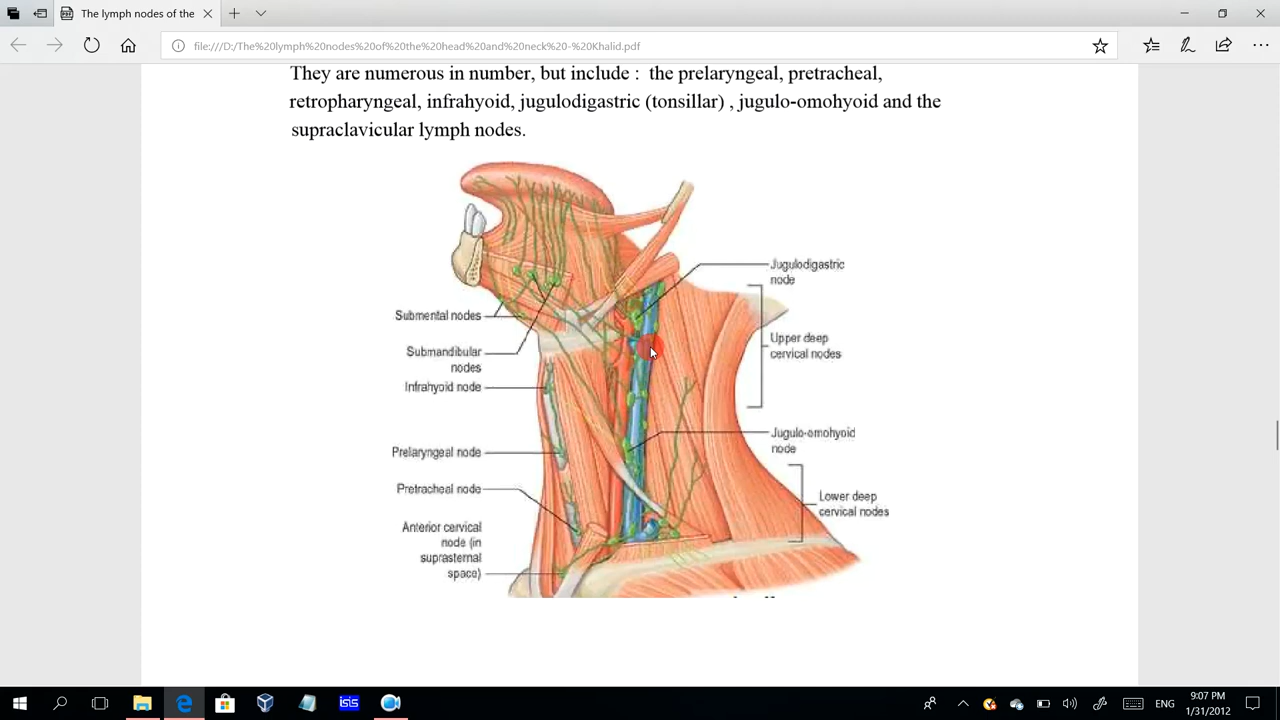 The lymph nodes of the
file:///D:/The%20lymph%20nodes%20of%20the%20head%20and%20neck%20-%20Khalid.pdf
They are numerous in number, but include : the prelaryngeal, pretracheal,
retropharyngeal, infrahyoid, jugulodigastric (tonsillar) , jugulo-omohyoid and the
supraclavicular lymph nodes.
Jugulodigastric
node
Submental nodes
Upper deep
cervical nodes
Submandibular
nodes
Infrahyoid node
Jugulo-omohyoid
node
Prelaryngeal node
Pretracheal node
Lower deep
cervical nodes
Anterior cervical
node (in
suprasternal
space)
isis
ENG
9:07 PM
1/31/2012